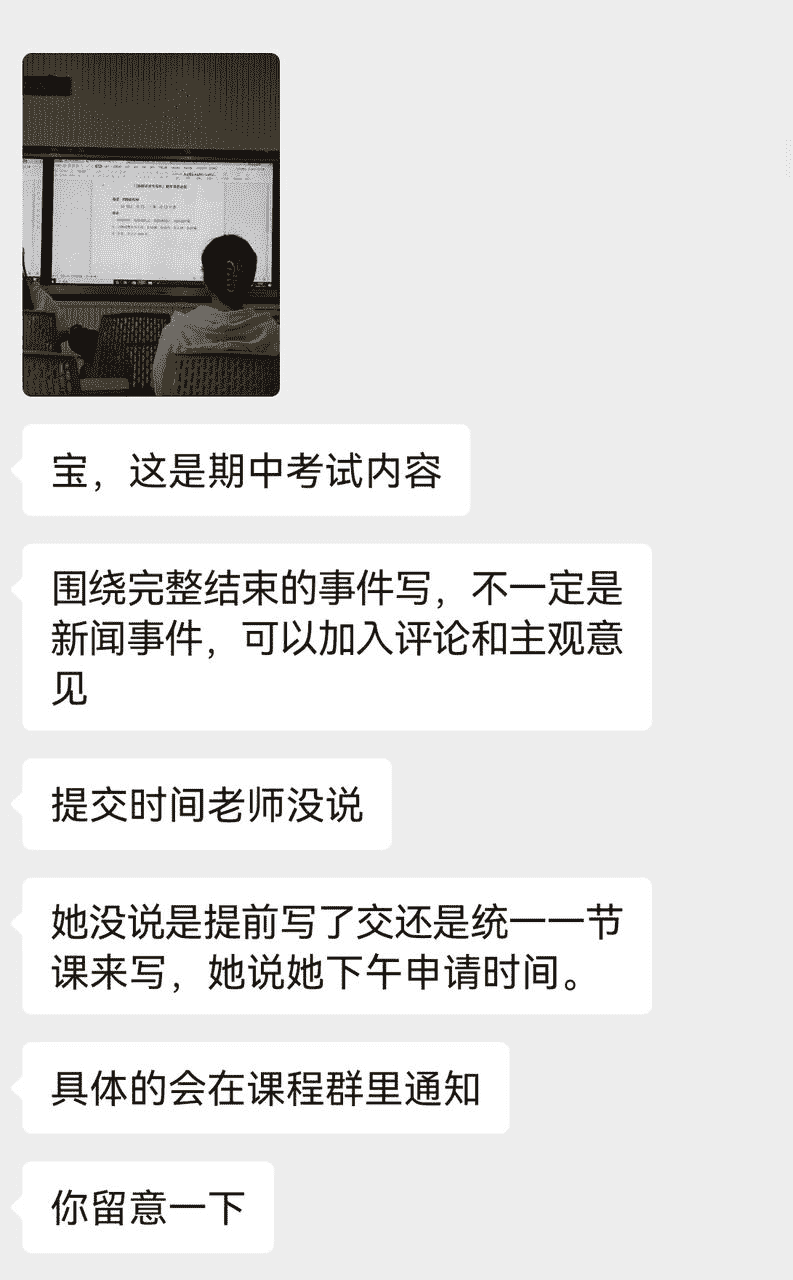 宝，这是期中考试内容
围绕完整结束的事件写，不一定是
新闻事件，可以加入评论和主观意
见
提交时间老师没说
她没说是提前写了交还是统一一节
课来写，她说她下午申请时间。
具体的会在课程群里通知
你留意一下